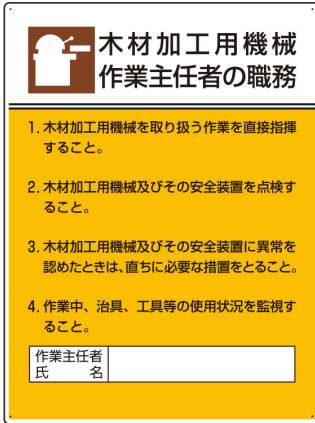 木材加工用機械
作業主任者の職務
1. 木材加工用機械を取り扱う作業を直接指揮
すること。
2. 木材加工用機械及びその安全装置を点検す
ること。
3. 木材加工用機械及びその安全装置に異常を
認めたときは、直ちに必要な措置をとること。
4. 作業中、治具、工具等の使用状況を監視す
ること。
作業主任者
氏 名